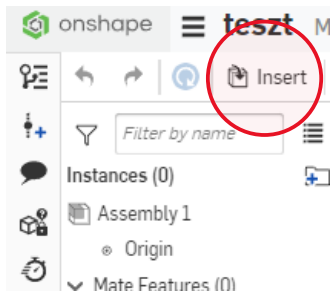 onshape teszt M
Insert
Filter by name
Instances (0)
Assembly 1
Origin
Mate Features (0)